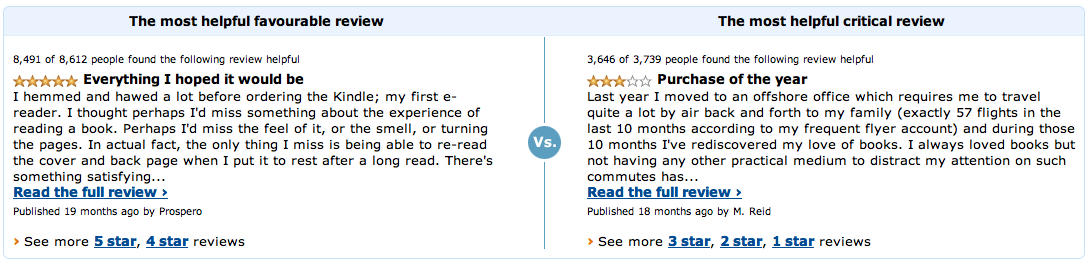 The most helpful favourable review
8,491 of 8,612 people found the following review helpful
Everything I hoped it would be
I hemmed and hawed a lot before ordering the Kindle; my first e-
reader. I thought perhaps I'd miss something about the experience of
reading a book. Perhaps I'd miss the feel of it, or the smell, or turning
the pages. In actual fact, the only thing I miss is being able to re-read
the cover and back page when I put it to rest after a long read. There's
something satisfying...
Read the full review ›
Published 19 months ago by Prospero
› See more 5 star, 4 star reviews
Vs.
The most helpful critical review
3,646 of 3,739 people found the following review helpful
Purchase of the year
Last year I moved to an offshore office which requires me to travel
quite a lot by air back and forth to my family (exactly 57 flights in the
last 10 months according to my frequent flyer account) and during those
10 months I've rediscovered my love of books. I always loved books but
not having any other practical medium to distract my attention on such
commutes has...
Read the full review ›
Published 18 months ago by M. Reid
› See more 3 star, 2 star, 1 star reviews